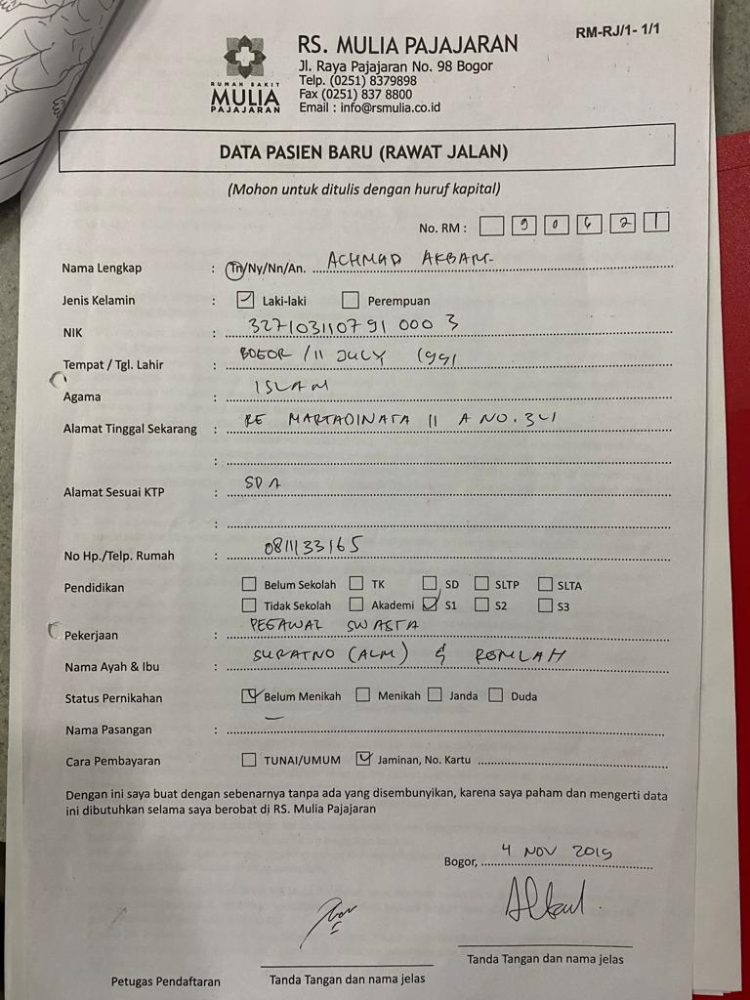 RM-RJ/1- 1/1
RUMAH SAKIT
MULIA
PAJAJARAN
RS. MULIA PAJAJARAN
Jl. Raya Pajajaran No. 98 Bogor
Telp. (0251) 8379898
Fax (0251) 837 8800
Email : info@rsmulia.co.id
DATA PASIEN BARU (RAWAT JALAN)
(Mohon untuk ditulis dengan huruf kapital)
No. RM : 9 0 6 2 1
Nama Lengkap : Tn/Ny/Nn/An. ACHMAD AKBAR
Jenis Kelamin : Laki-laki Perempuan
NIK : 3271031107910003
Tempat / Tgl. Lahir : BOGOR / 11 JULY 1991
Agama : ISLAM
Alamat Tinggal Sekarang : RE MARTADINATA II A NO. 341
:
Alamat Sesuai KTP : SDA
:
No Hp./Telp. Rumah : 081133165
Pendidikan : Belum Sekolah TK SD SLTP SLTA
Tidak Sekolah Akademi S1 S2 S3
Pekerjaan : PEGAWAI SWASTA
Nama Ayah & Ibu : SURATNO (ALM) & ROMLAH
Status Pernikahan : Belum Menikah Menikah Janda Duda
Nama Pasangan : —
Cara Pembayaran : TUNAI/UMUM Jaminan, No. Kartu
Dengan ini saya buat dengan sebenarnya tanpa ada yang disembunyikan, karena saya paham dan mengerti data
ini dibutuhkan selama saya berobat di RS. Mulia Pajajaran
Bogor, 4 NOV 2019
Petugas Pendaftaran
Tanda Tangan dan nama jelas
Tanda Tangan dan nama jelas